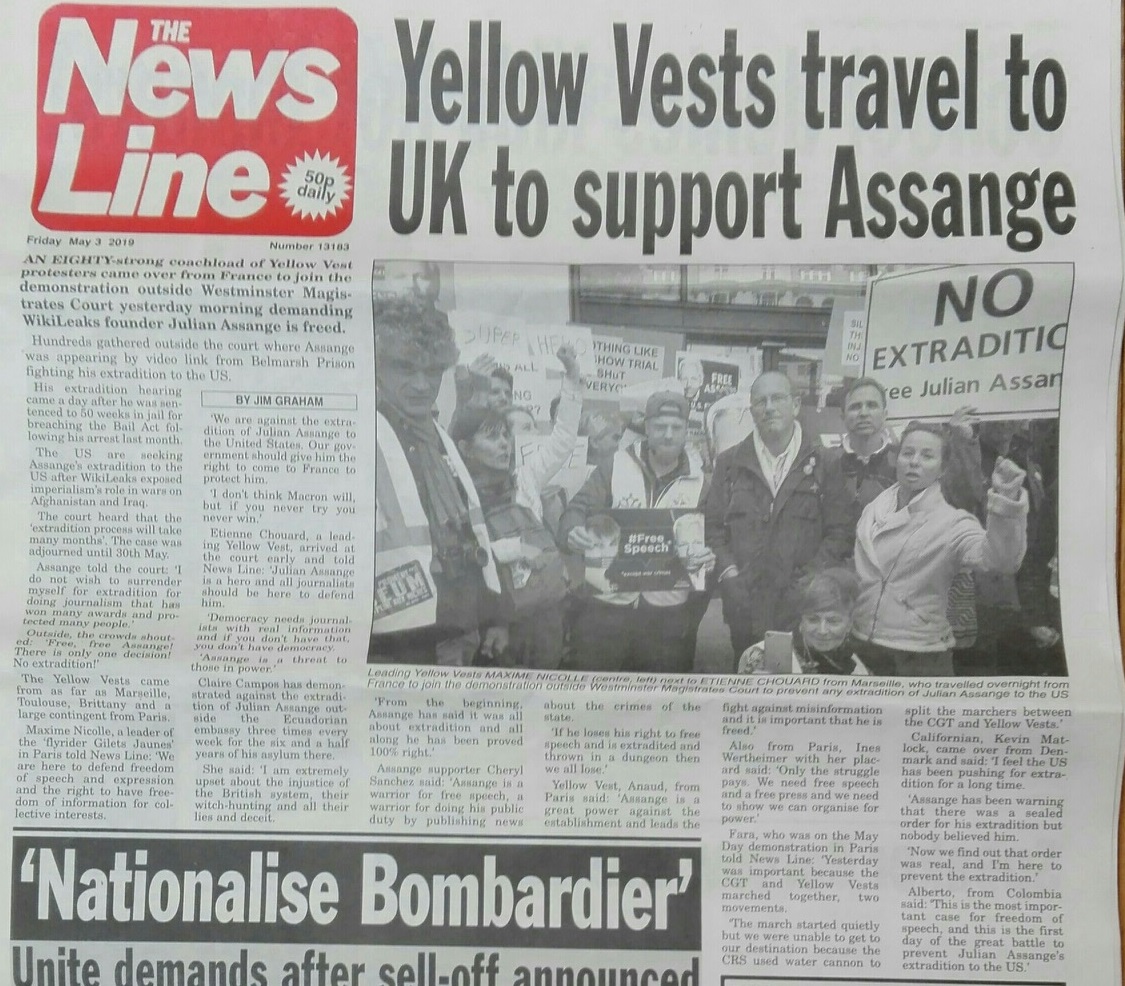 THE
News
Line
50p
daily
Friday May 3 2019
Number 13183
Yellow Vests travel to
UK to support Assange
AN EIGHTY-strong coachload of Yellow Vest
protesters came over from France to join the
demonstration outside Westminster Magis-
trates Court yesterday morning demanding
WikiLeaks founder Julian Assange is freed.
Hundreds gathered outside the court where Assange
was appearing by video link from Belmarsh Prison
fighting his extradition to the US.
His extradition hearing
came a day after he was sen-
tenced to 50 weeks in jail for
breaching the Bail Act fol-
lowing his arrest last month.
The US are seeking
Assange's extradition to the
US after WikiLeaks exposed
imperialism's role in wars on
Afghanistan and Iraq.
The court heard that the
'extradition process will take
many months'. The case was
adjourned until 30th May.
Assange told the court: 'I
do not wish to surrender
myself for extradition for
doing journalism that has
won many awards and pro-
tected many people.'
Outside, the crowds shout-
ed: 'Free, free Assange!
There is only one decision!
No extradition!'
The Yellow Vests came
from as far as Marseille,
Toulouse, Brittany and a
large contingent from Paris.
Maxime Nicolle, a leader of
the 'flyrider Gilets Jaunes'
in Paris told News Line: 'We
are here to defend freedom
of speech and expression
and the right to have free-
dom of information for col-
lective interests.
BY JIM GRAHAM
'We are against the extra-
dition of Julian Assange to
the United States. Our gov-
ernment should give him the
right to come to France to
protect him.
'I don't think Macron will,
but if you never try you
never win.'
Etienne Chouard, a lead-
ing Yellow Vest, arrived at
the court early and told
News Line: 'Julian Assange
is a hero and all journalists
should be here to defend
him.
'Democracy needs journal-
ists with real information
and if you don't have that,
you don't have democracy.
'Assange is a threat to
those in power.'
Claire Campos has demon-
strated against the extradi-
tion of Julian Assange out-
side the Ecuadorian
embassy three times every
week for the six and a half
years of his asylum there.
She said: 'I am extremely
upset about the injustice of
the British system, their
witch-hunting and all their
lies and deceit.
SUPER HE
ALL
NG
R?
THING LIKE
HOW TRIAL
SHUT
VERYO
FREE
ASSAN
SIL
TH
INJ
NO
NO
EXTRADITIO
ree Julian Assan
#Free
Speech
Leading Yellow Vests MAXIME NICOLLE (centre, left) next to ETIENNE CHOUARD from Marseille, who travelled overnight from
France to join the demonstration outside Westminster Magistrates Court to prevent any extradition of Julian Assange to the US
'From the beginning,
Assange has said it was all
about extradition and all
along he has been proved
100% right.'
Assange supporter Cheryl
Sanchez said: 'Assange is a
warrior for free speech, a
warrior for doing his public
duty by publishing news
about the crimes of the
state.
'If he loses his right to free
speech and is extradited and
thrown in a dungeon then
we all lose.'
Yellow Vest, Anaud, from
Paris said: 'Assange is a
great power against the
establishment and leads the
fight against misinformation
and it is important that he is
freed.'
Also from Paris, Ines
Wertheimer with her plac-
ard said: 'Only the struggle
pays. We need free speech
and a free press and we need
to show we can organise for
power.'
Fara, who was on the May
Day demonstration in Paris
told News Line: 'Yesterday
was important because the
CGT and Yellow Vests
marched together, two
movements.
'The march started quietly
but we were unable to get to
our destination because the
CRS used water cannon to
split the marchers between
the CGT and Yellow Vests.'
Californian, Kevin Mat-
lock, came over from Den-
mark and said: 'I feel the US
has been pushing for extra-
dition for a long time.
'Assange has been warning
that there was a sealed
order for his extradition but
nobody believed him.
'Now we find out that order
was real, and I'm here to
prevent the extradition.'
Alberto, from Colombia
said: 'This is the most impor-
tant case for freedom of
speech, and this is the first
day of the great battle to
prevent Julian Assange's
extradition to the US.'
'Nationalise Bombardier'
Unite demands after sell-off announced